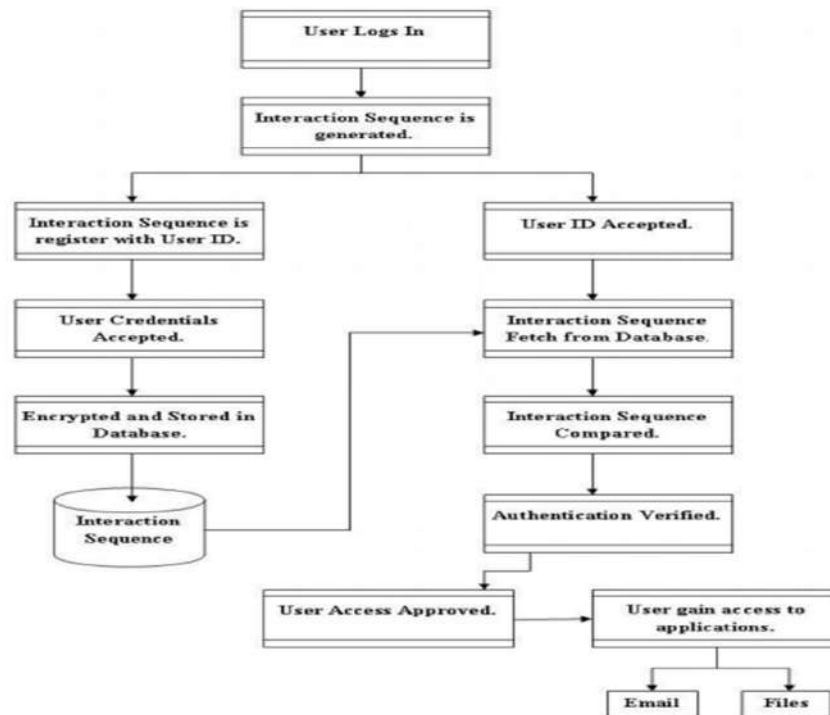 User Logs In
Interaction Sequence is
generated.
Interaction Sequence is
register with User ID.
User ID Accepted.
User Credentials
Accepted.
Interaction Sequence
Fetch from Database.
Encrypted and Stored in
Database.
Interaction Sequence
Compared.
Interaction
Sequence
Authentication Verified.
User Access Approved.
User gain access to
applications.
Email
Files